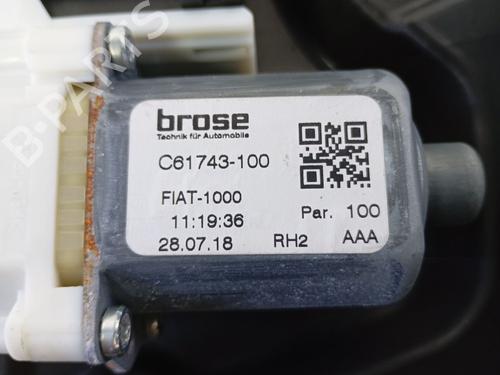 brose
Technik für Automobile
C61743-100
FIAT-1000
11:19:36
Par. 100
28.07.18 RH2 AAA
B-PARTS